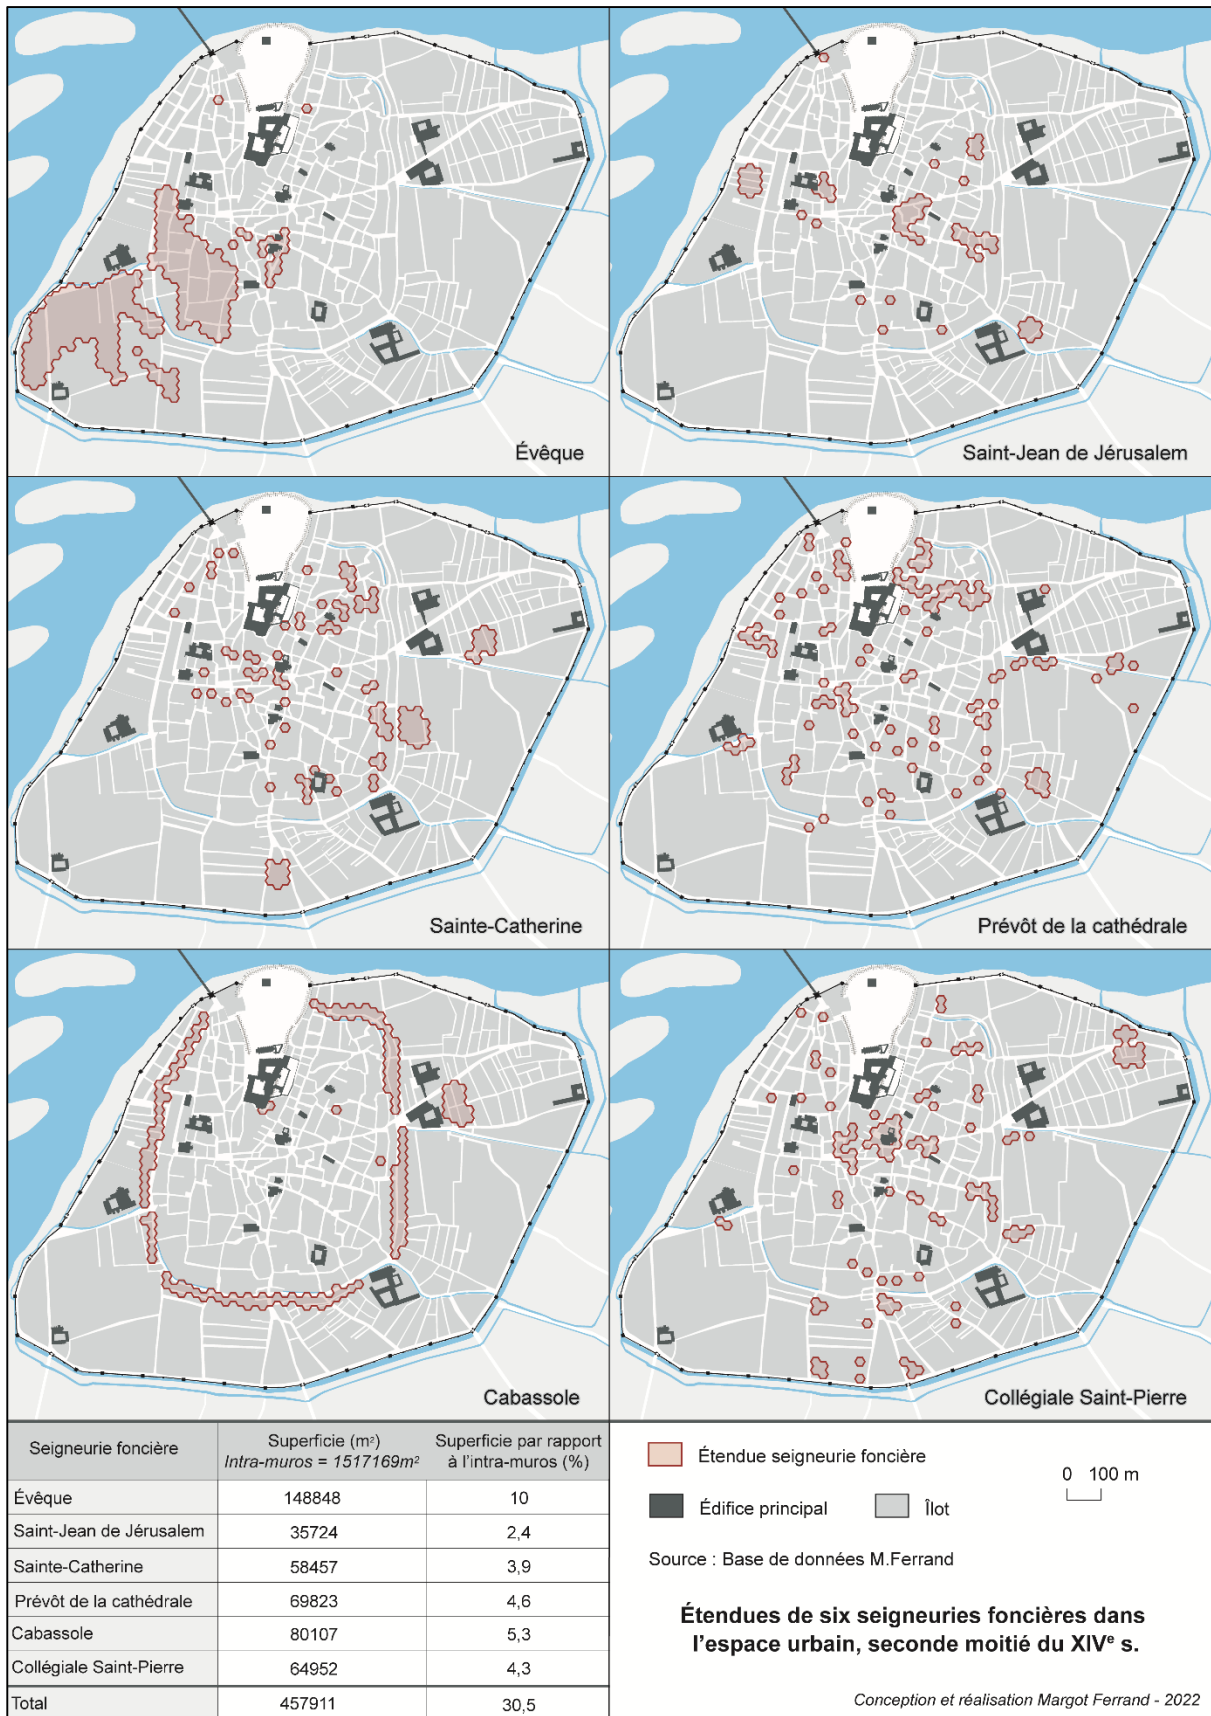 Évêque
Saint-Jean de Jérusalem
Sainte-Catherine
Prévôt de la cathédrale
Cabassole
Collégiale Saint-Pierre
Seigneurie foncière
Superficie (m²)
Intra-muros = 1517169m²
Superficie par rapport
à l'intra-muros (%)
Évêque 148848 10
Saint-Jean de Jérusalem 35724 2,4
Sainte-Catherine 58457 3,9
Prévôt de la cathédrale 69823 4,6
Cabassole 80107 5,3
Collégiale Saint-Pierre 64952 4,3
Total 457911 30,5
Étendue seigneurie foncière
0 100 m
Édifice principal
Îlot
Source : Base de données M.Ferrand
Étendues de six seigneuries foncières dans
l'espace urbain, seconde moitié du XIVᵉ s.
Conception et réalisation Margot Ferrand - 2022